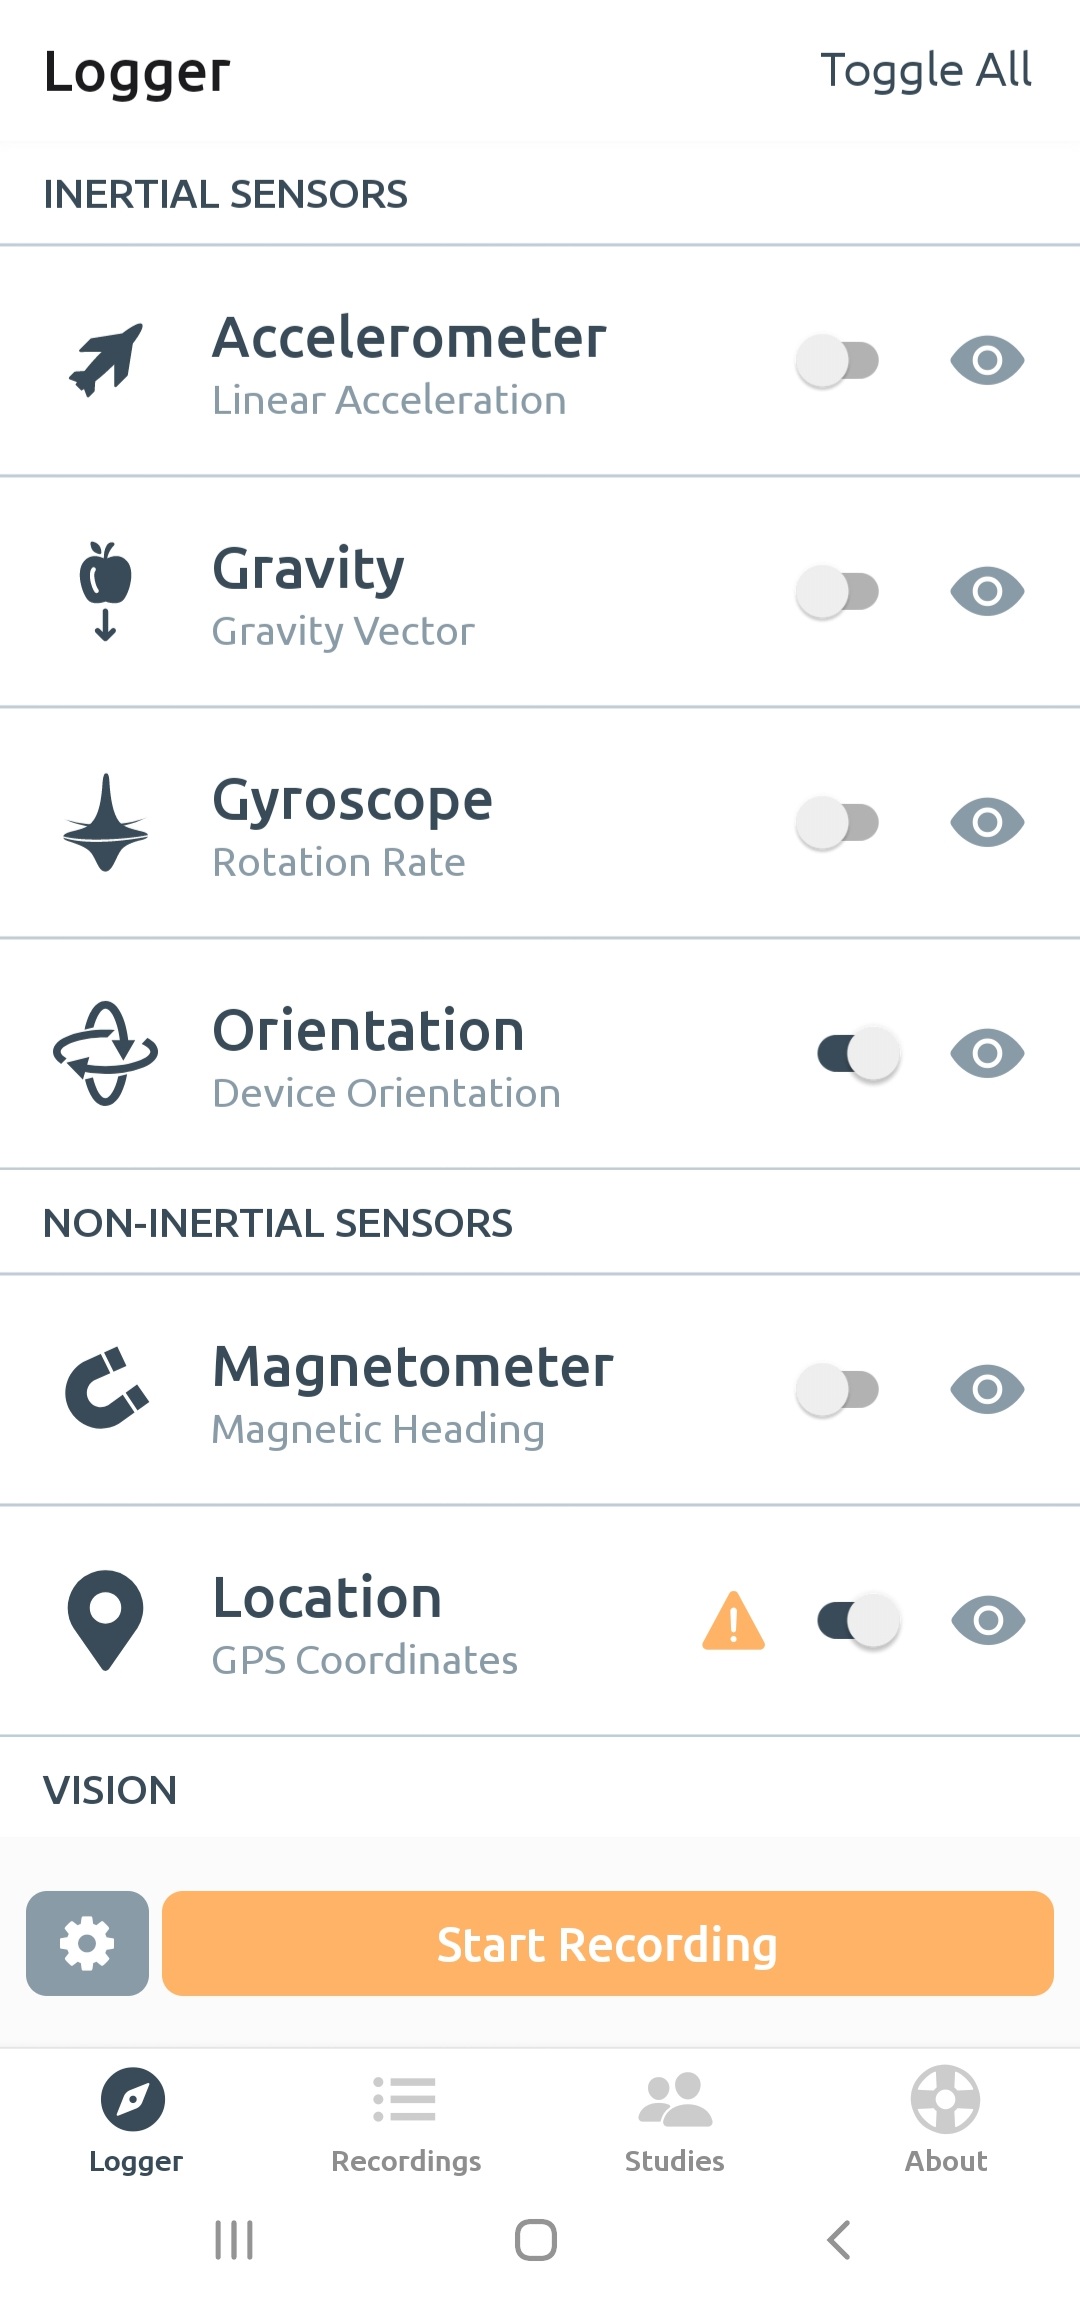 Logger
Toggle All
INERTIAL SENSORS
Accelerometer
Linear Acceleration
Gravity
Gravity Vector
Gyroscope
Rotation Rate
Orientation
Device Orientation
NON-INERTIAL SENSORS
Magnetometer
Magnetic Heading
Location
GPS Coordinates
VISION
Start Recording
Logger
Recordings
Studies
About